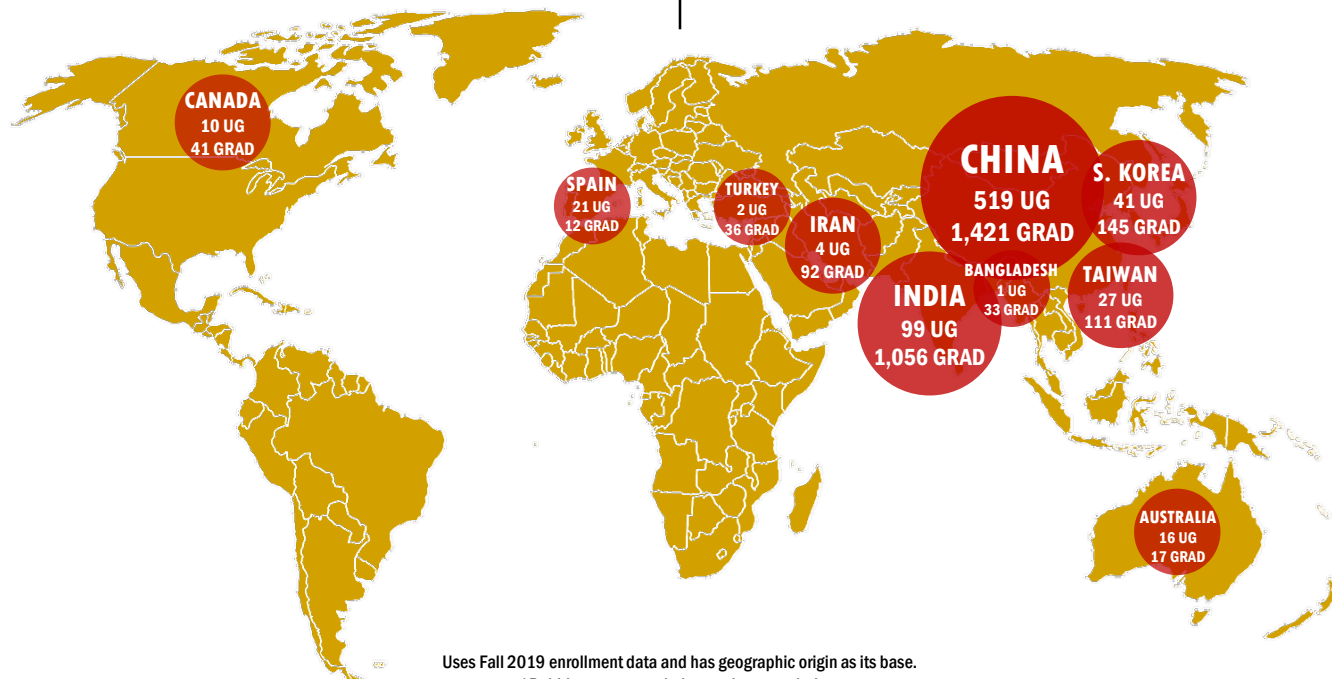 CANADA
10 UG
41 GRAD
SPAIN
21 UG
12 GRAD
TURKEY
2 UG
36 GRAD
IRAN
4 UG
92 GRAD
CHINA
519 UG
1,421 GRAD
S. KOREA
41 UG
145 GRAD
INDIA
99 UG
1,056 GRAD
BANGLADESH
1 UG
33 GRAD
TAIWAN
27 UG
111 GRAD
AUSTRALIA
16 UG
17 GRAD
Uses Fall 2019 enrollment data and has geographic origin as its base.